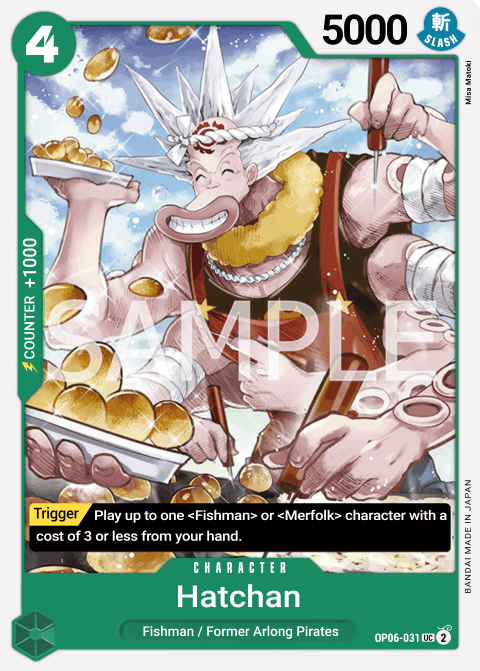 4
5000
斬
SLASH
Misa Matoki
COUNTER +1000
SAMPLE
Trigger Play up to one <Fishman> or <Merfolk> character with a
cost of 3 or less from your hand.
BANDAI MADE IN JAPAN
CHARACTER
Hatchan
Fishman / Former Arlong Pirates
OP06-031 UC 2